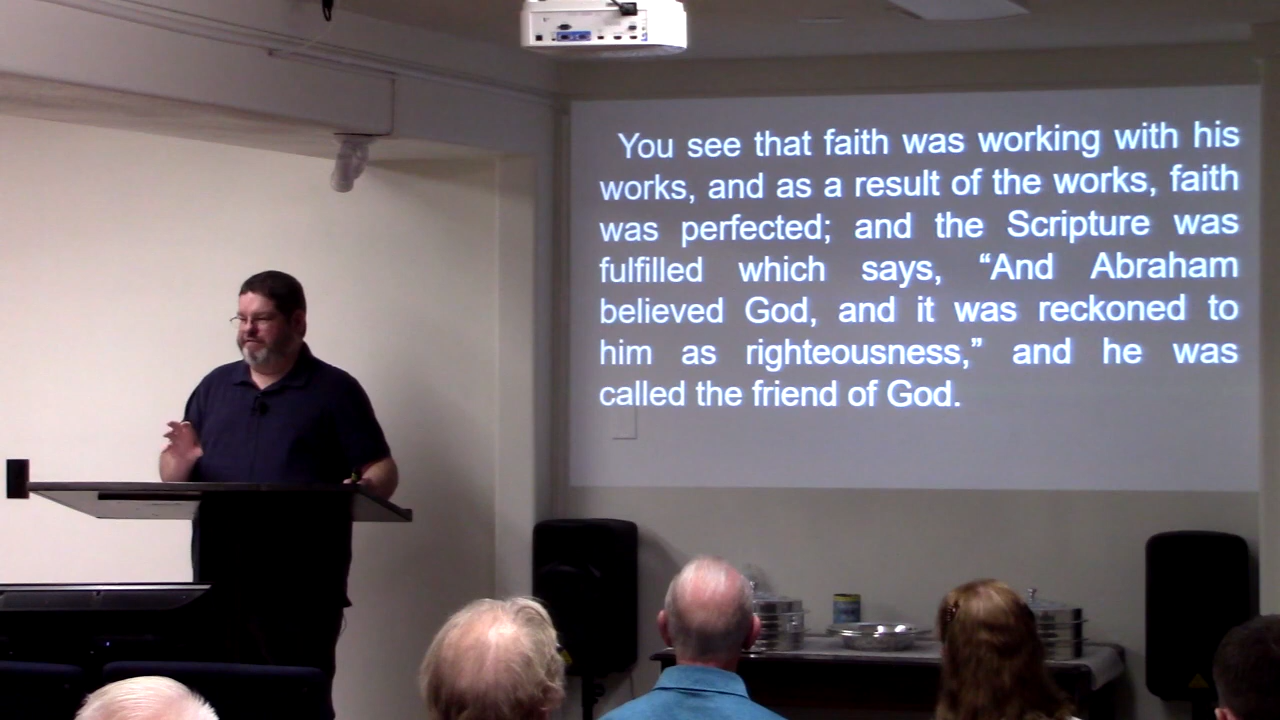 You see that faith was working with his
works, and as a result of the works, faith
was perfected; and the Scripture was
fulfilled which says, “And Abraham
believed God, and it was reckoned to
him as righteousness,” and he was
called the friend of God.